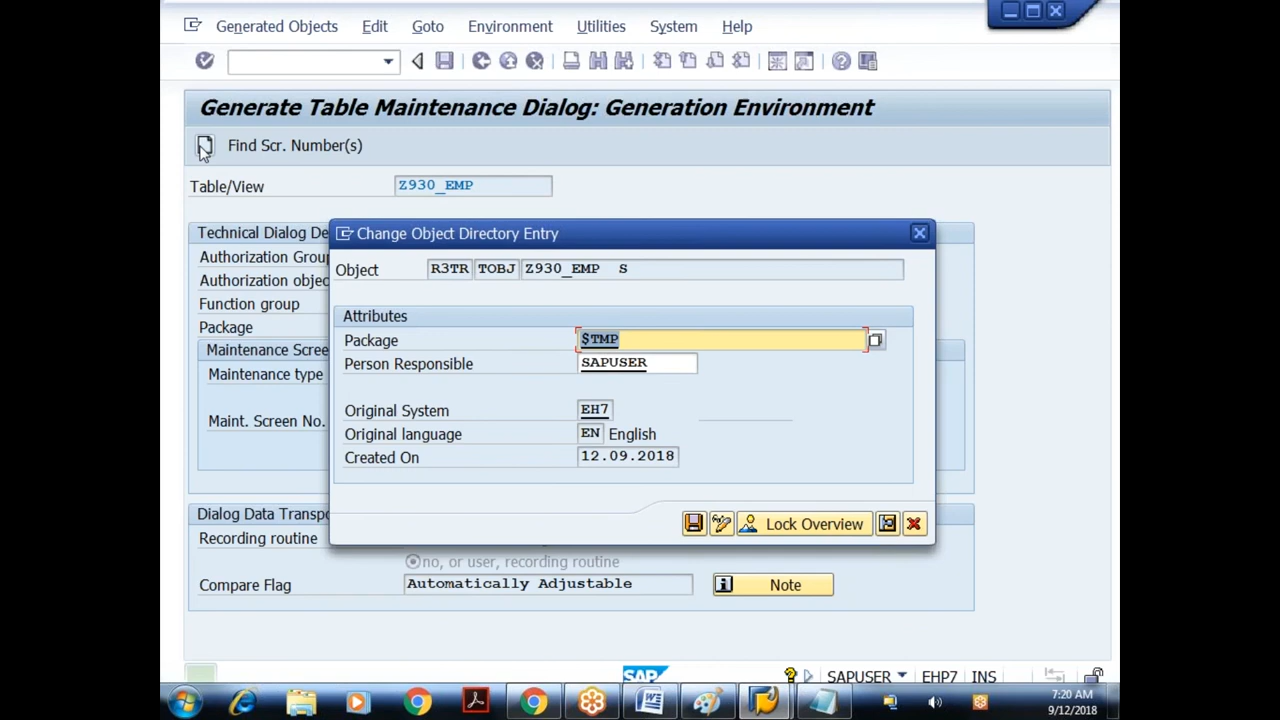 Generated Objects Edit Goto Environment Utilities System Help
Generate Table Maintenance Dialog: Generation Environment
Find Scr. Number(s)
Table/View Z930_EMP
Technical Dialog De
Authorization Group
Authorization objec
Function group
Package
Maintenance Scree
Maintenance type
Maint. Screen No.
Change Object Directory Entry
Object R3TR TOBJ Z930_EMP S
Attributes
Package $TMP
Person Responsible SAPUSER
Original System EH7
Original language EN English
Created On 12.09.2018
Lock Overview
Dialog Data Transpo
Recording routine
no, or user, recording routine
Compare Flag Automatically Adjustable Note
SAP SAPUSER EHP7 INS
7:20 AM
9/12/2018